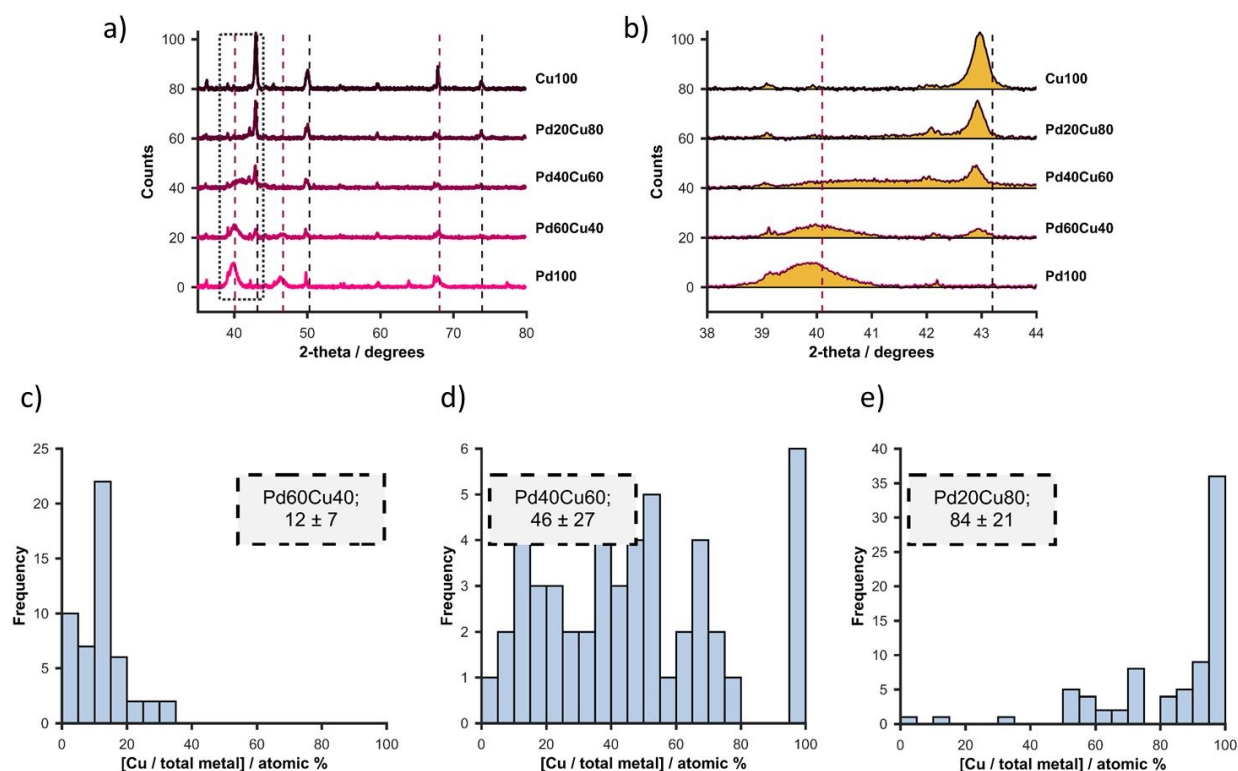 a)
100
80
60
40
20
0
Counts
Cu100
Pd20Cu80
Pd40Cu60
Pd60Cu40
Pd100
40 50 60 70 80
2-theta / degrees
b)
Counts
Cu100
Pd20Cu80
Pd40Cu60
Pd60Cu40
Pd100
100
80
60
40
20
0
38 39 40 41 42 43 44
2-theta / degrees
c)
25
20
15
10
5
0
Frequency
Pd60Cu40;
12 ± 7
0 20 40 60 80 100
[Cu / total metal] / atomic %
d)
6
5
4
3
2
1
0
Frequency
Pd40Cu60;
46 ± 27
0 20 40 60 80 100
[Cu / total metal] / atomic %
e)
40
35
30
25
20
15
10
5
0
Frequency
Pd20Cu80;
84 ± 21
0 20 40 60 80 100
[Cu / total metal] / atomic %